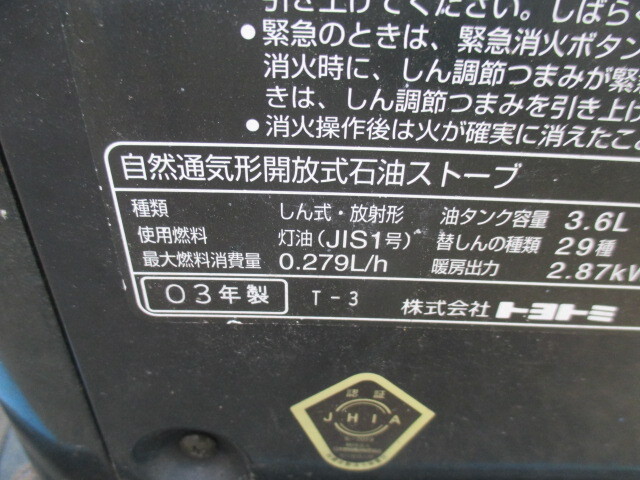 引き上げてください。しばらく
●緊急のときは、緊急消火ボタン
消火時に、しん調節つまみが緊急
きは、しん調節つまみを引き上げ
●消火操作後は火が確実に消えたこ
自然通気形開放式石油ストーブ
種類 しん式・放射形 油タンク容量 3.6L
使用燃料 灯油(JIS1号) 替しんの種類 29種
最大燃料消費量 0.279L/h 暖房出力 2.87kW
03年製 T-3 株式会社トヨトミ
認証
JHIA